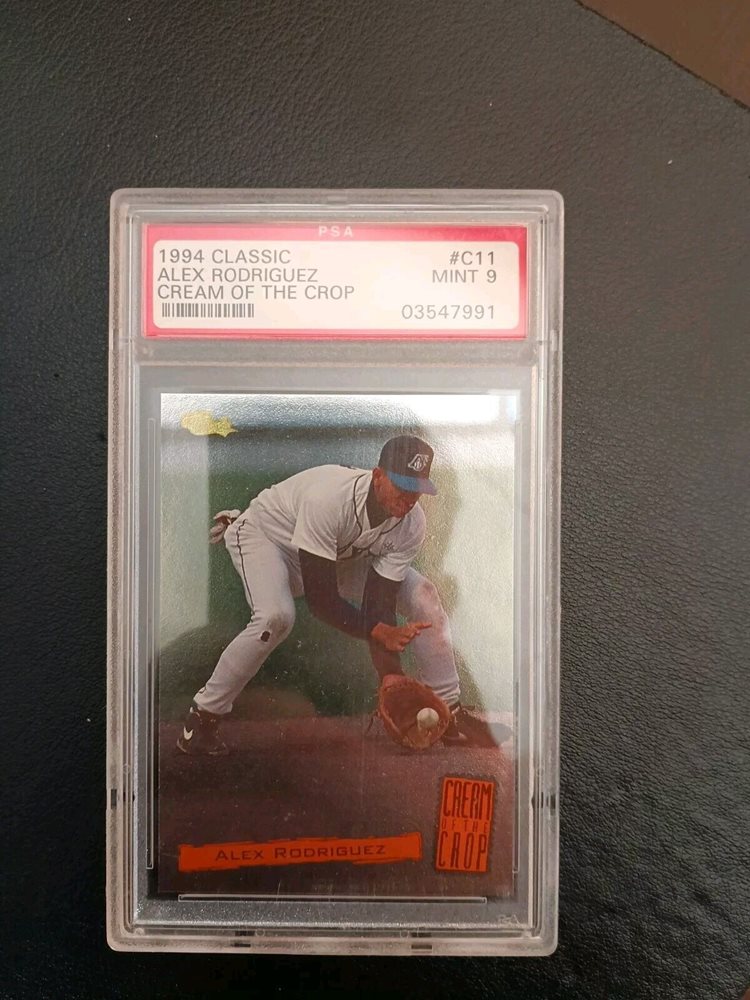 PSA
1994 CLASSIC #C11
ALEX RODRIGUEZ MINT 9
CREAM OF THE CROP
03547991
CREAM
OF THE
CROP
ALEX RODRIGUEZ